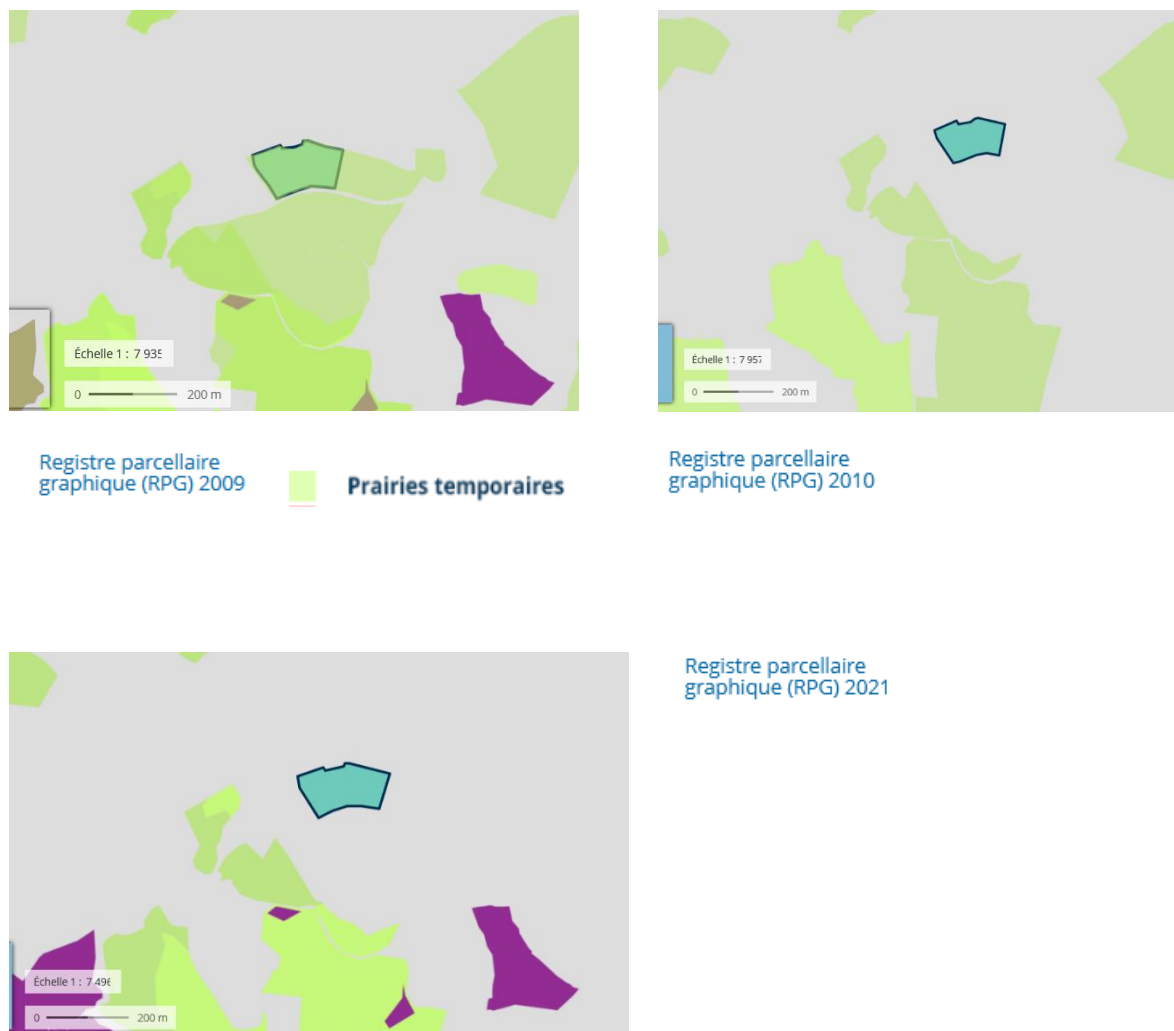 Échelle 1 : 7 935
0 200 m
Échelle 1 : 7 957
0 200 m
Registre parcellaire
graphique (RPG) 2009
Prairies temporaires
Registre parcellaire
graphique (RPG) 2010
Registre parcellaire
graphique (RPG) 2021
Échelle 1 : 7 496
0 200 m